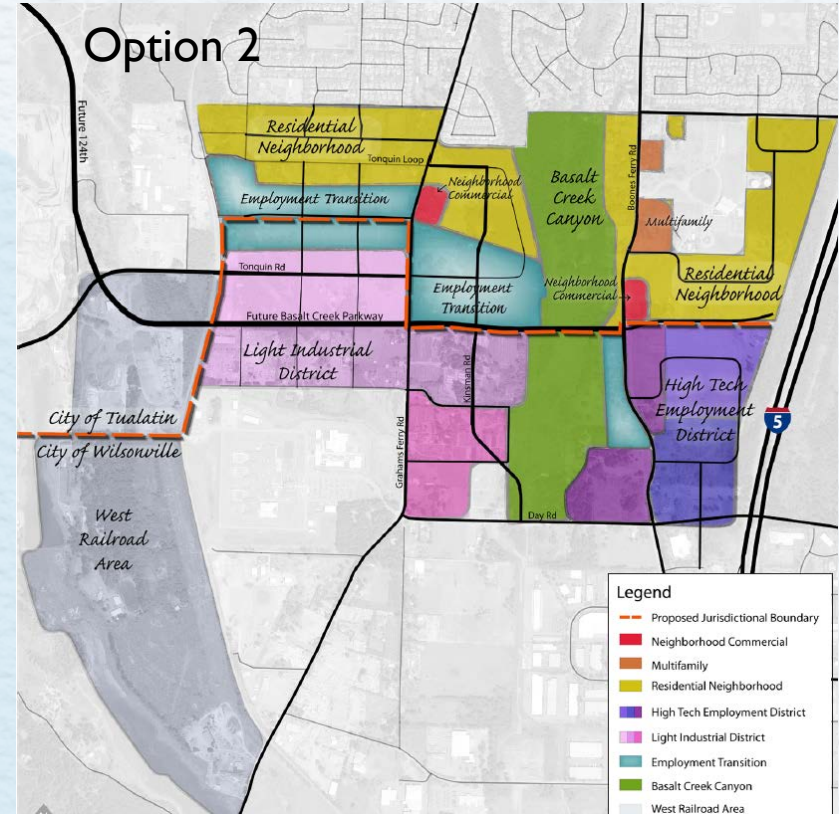 Option 2
Future 124th
Residential
Neighborhood
Tonquin Loop
Employment Transition
Neighborhood
Commercial
Basalt
Creek
Canyon
Boones Ferry Rd
Multifamily
Tonquin Rd
Employment
Transition
Neighborhood
Commercial
Residential
Neighborhood
Future Basalt Creek Parkway
Light Industrial
District
Kinsman Rd
High Tech
Employment
District
5
City of Tualatin
City of Wilsonville
Grahams Ferry Rd
West
Railroad
Area
Day Rd
Legend
Proposed Jurisdictional Boundary
Neighborhood Commercial
Multifamily
Residential Neighborhood
High Tech Employment District
Light Industrial District
Employment Transition
Basalt Creek Canyon
West Railroad Area